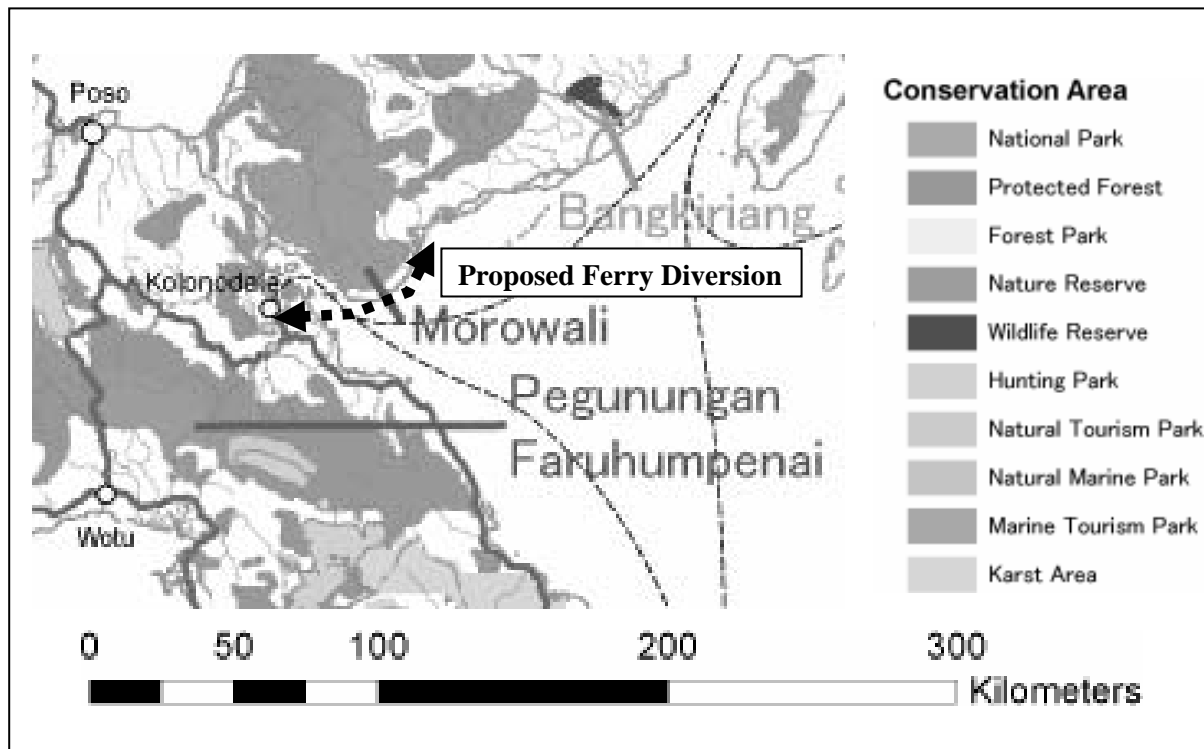 Poso
Bangkiriang
Proposed Ferry Diversion
Kolonodale
Morowali
Pegunungan
Faruhumpenai
Wotu
Conservation Area
National Park
Protected Forest
Forest Park
Nature Reserve
Wildlife Reserve
Hunting Park
Natural Tourism Park
Natural Marine Park
Marine Tourism Park
Karst Area
0 50 100 200 300
Kilometers